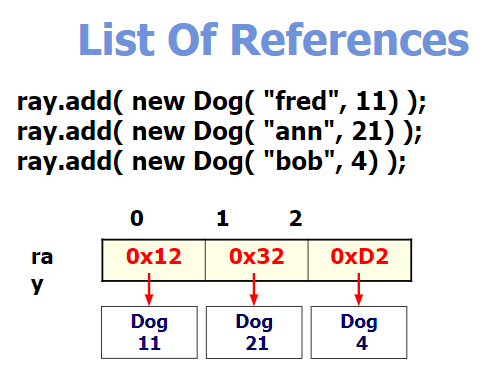 List Of References
ray.add( new Dog( "fred", 11) );
ray.add( new Dog( "ann", 21) );
ray.add( new Dog( "bob", 4) );
0 1 2
ra
y
0x12 0x32 0xD2
Dog Dog Dog
11 21 4